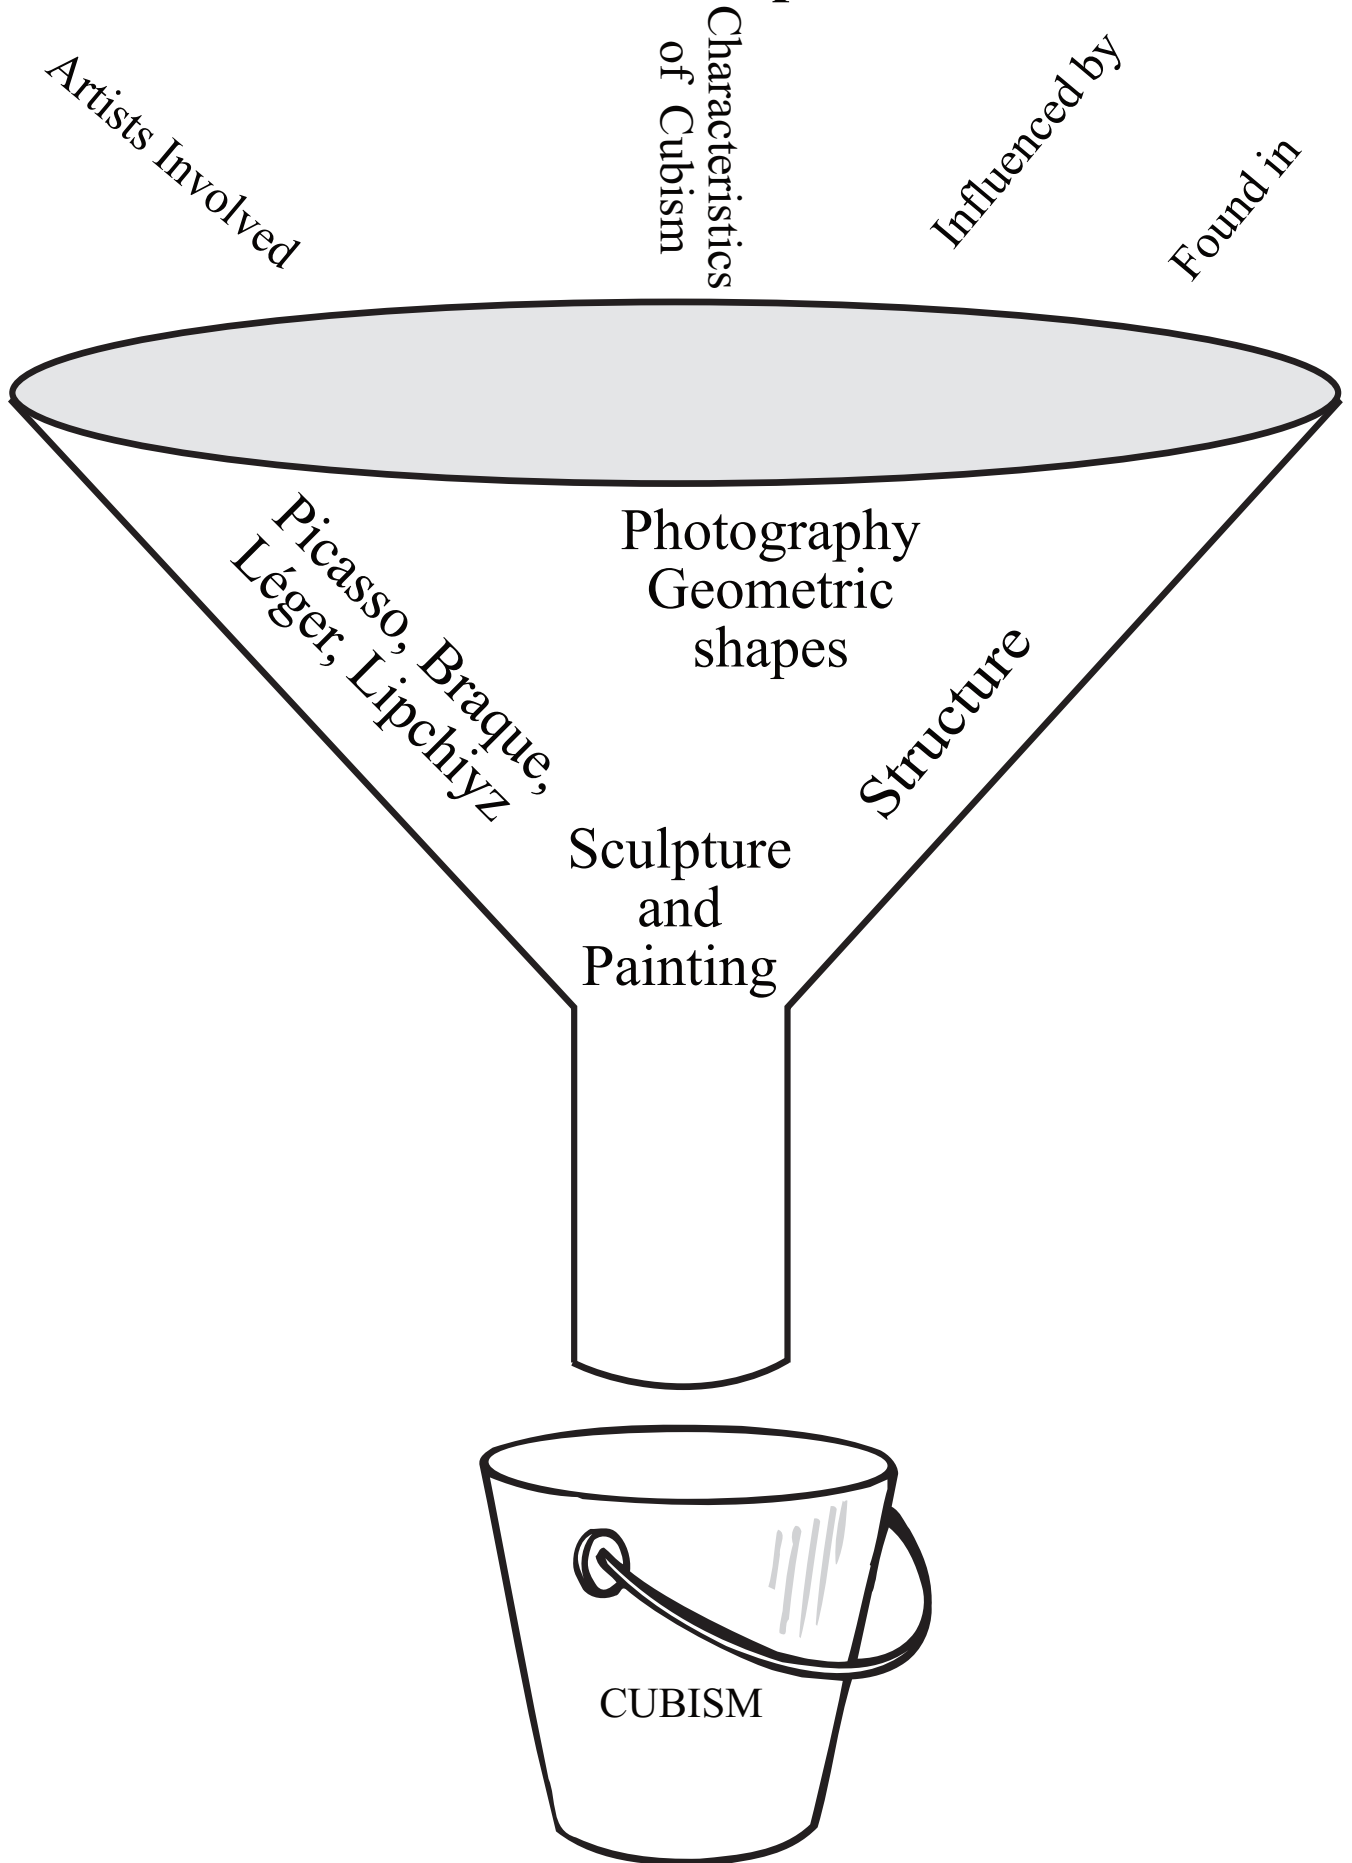 Artists Involved
Characteristics
of Cubism
Influenced by
Found in
Picasso, Braque,
Léger, Lipchiyz
Photography
Geometric
shapes
Structure
Sculpture
and
Painting
CUBISM